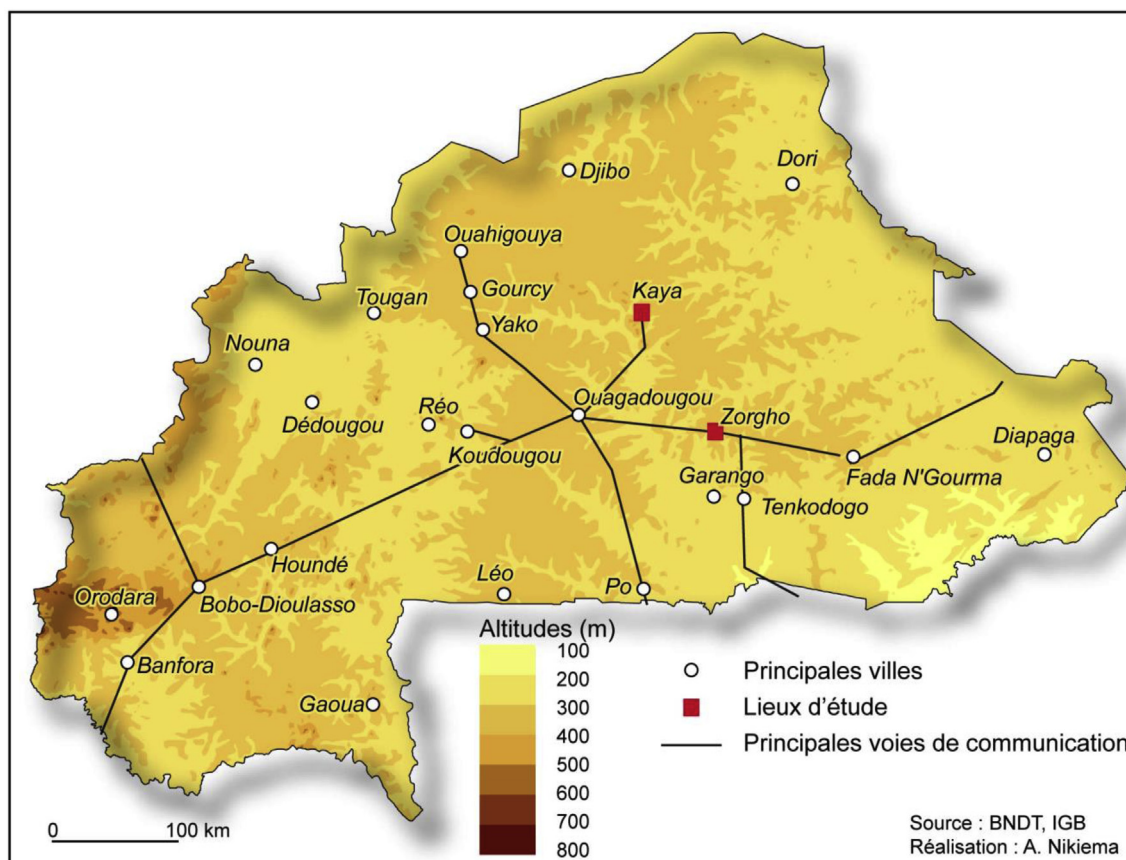 Dori
Djibo
Ouahigouya
Gourcy
Kaya
Tougan
Yako
Nouna
Ouagadougou
Réo
Zorgho
Dédougou
Koudougou
Diapaga
Garango
Fada N'Gourma
Tenkodogo
Houndé
Léo
Po
Orodara
Bobo-Dioulasso
Banfora
Gaoua
Altitudes (m)
100
200
300
400
500
600
700
800
Principales villes
Lieux d'étude
Principales voies de communication
0 100 km
Source : BNDT, IGB
Réalisation : A. Nikiema